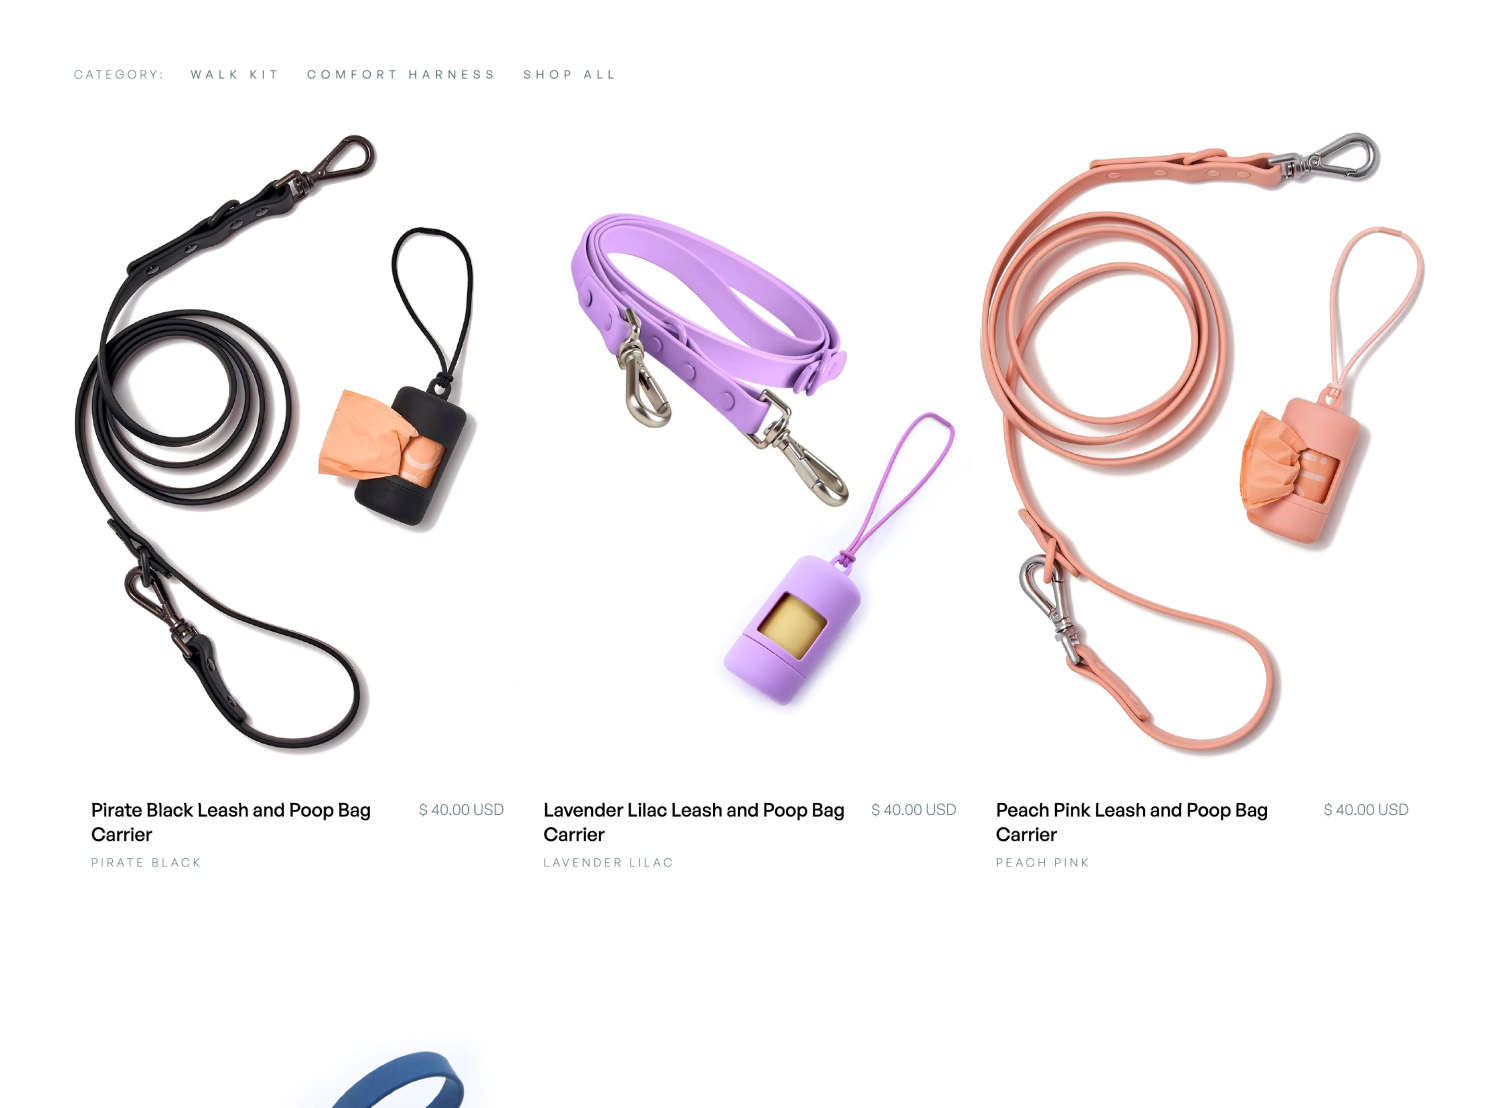 CATEGORY: WALK KIT COMFORT HARNESS SHOP ALL
Pirate Black Leash and Poop Bag Carrier
$ 40.00 USD
PIRATE BLACK
Lavender Lilac Leash and Poop Bag Carrier
$ 40.00 USD
LAVENDER LILAC
Peach Pink Leash and Poop Bag Carrier
$ 40.00 USD
PEACH PINK